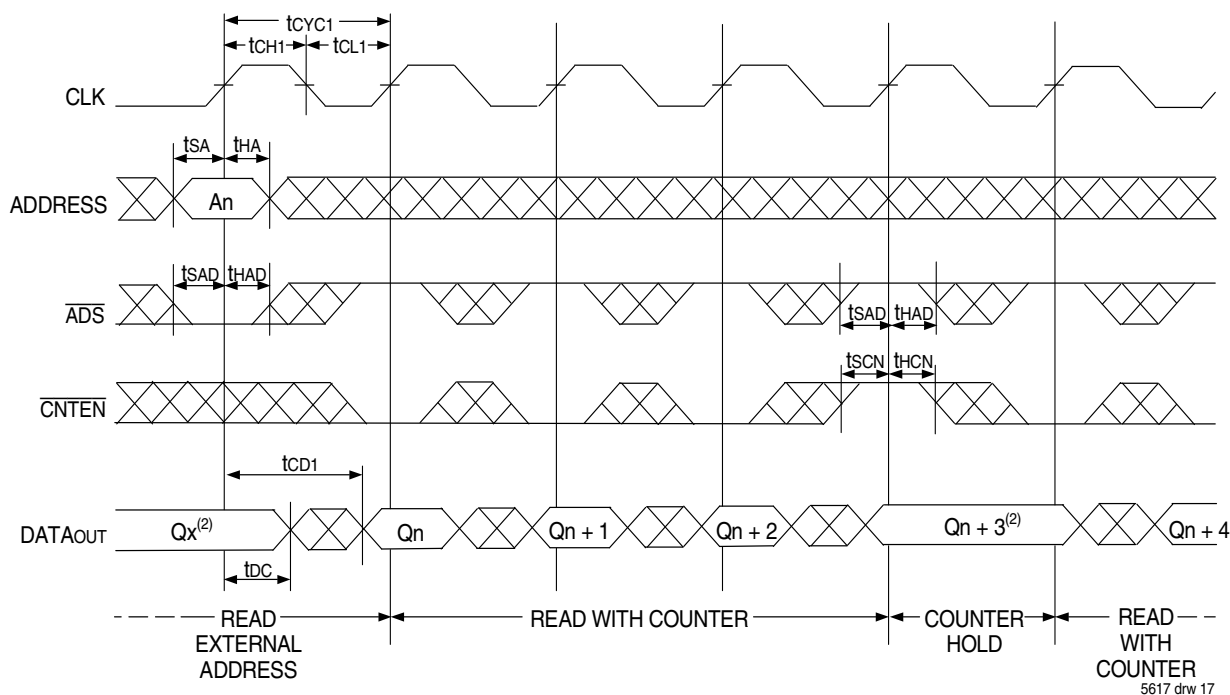 tCYC1
tCH1 tCL1
CLK
tSA tHA
ADDRESS An
tSAD tHAD
ADS
tSAD tHAD
tSCN tHCN
CNTEN
tCD1
DATAOUT Qx(2) Qn Qn + 1 Qn + 2 Qn + 3(2) Qn + 4
tDC
READ EXTERNAL ADDRESS
READ WITH COUNTER
COUNTER HOLD
READ WITH COUNTER
5617 drw 17